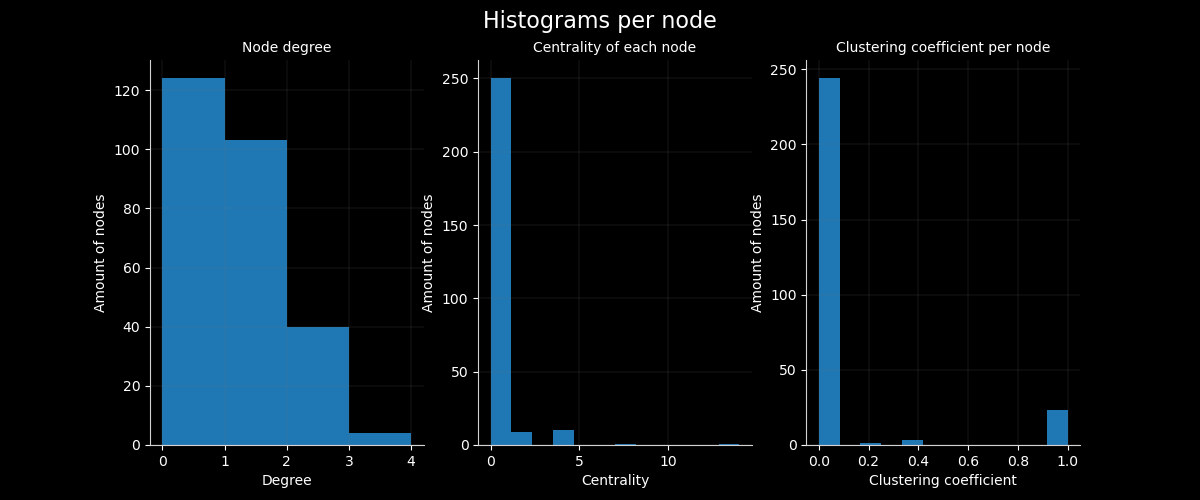 Histograms per node
Node degree
Amount of nodes
120
100
80
60
40
20
0
0 1 2 3 4
Degree
Centrality of each node
Amount of nodes
250
200
150
100
50
0
0 5 10
Centrality
Clustering coefficient per node
Amount of nodes
250
200
150
100
50
0
0.0 0.2 0.4 0.6 0.8 1.0
Clustering coefficient